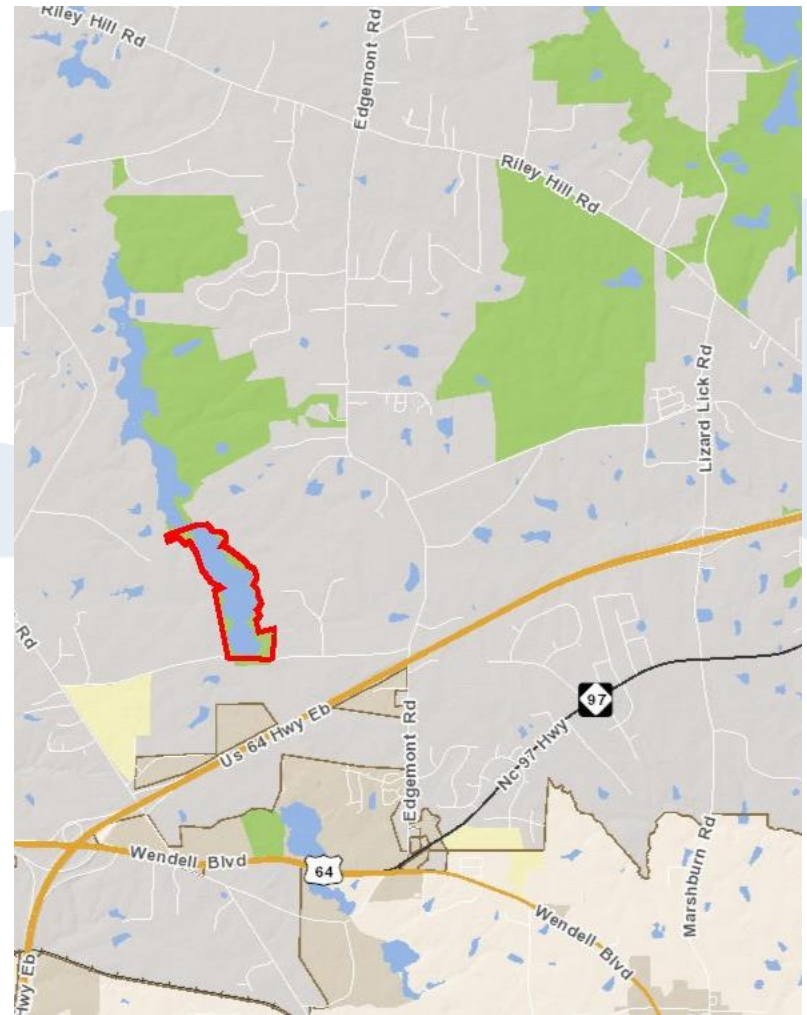 Riley Hill Rd
Edgemont Rd
Riley Hill Rd
Lizard Lick Rd
Rd
97
Us 64 Hwy Eb
Edgemont Rd
Nc 97 Hwy
Wendell Blvd
64
Marshburn Rd
Wendell Blvd
Hwy Eb